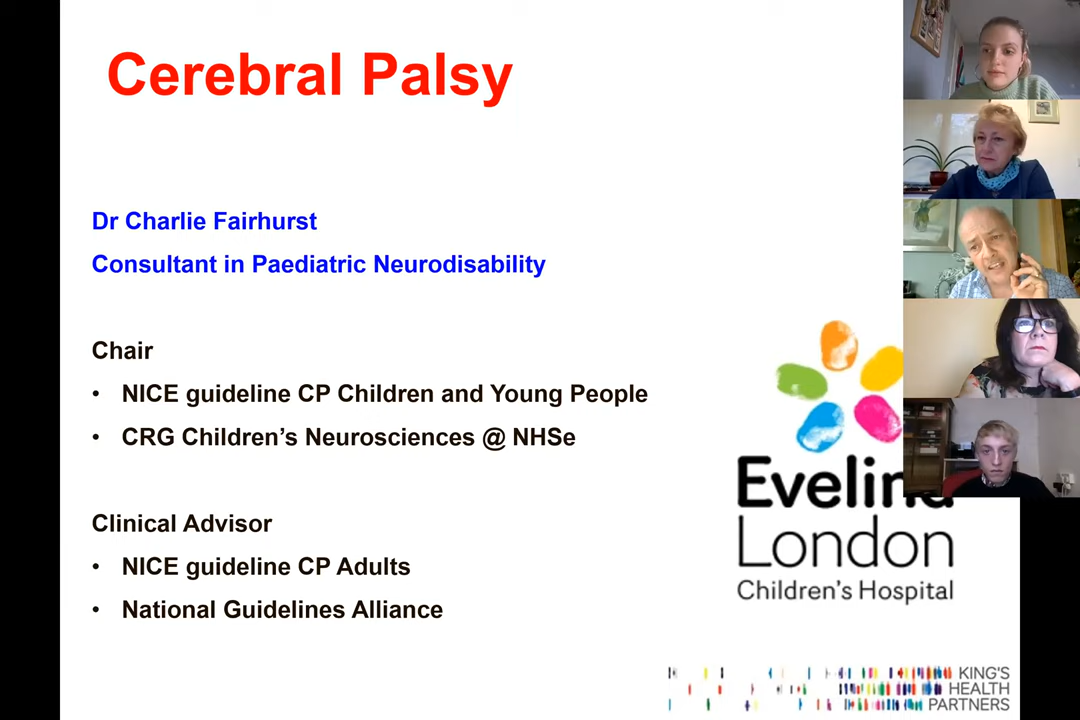 Cerebral Palsy
Dr Charlie Fairhurst
Consultant in Paediatric Neurodisability
Chair
• NICE guideline CP Children and Young People
• CRG Children’s Neurosciences @ NHSe
Clinical Advisor
• NICE guideline CP Adults
• National Guidelines Alliance
Evelina
London
Children’s Hospital
KING'S
HEALTH
PARTNERS